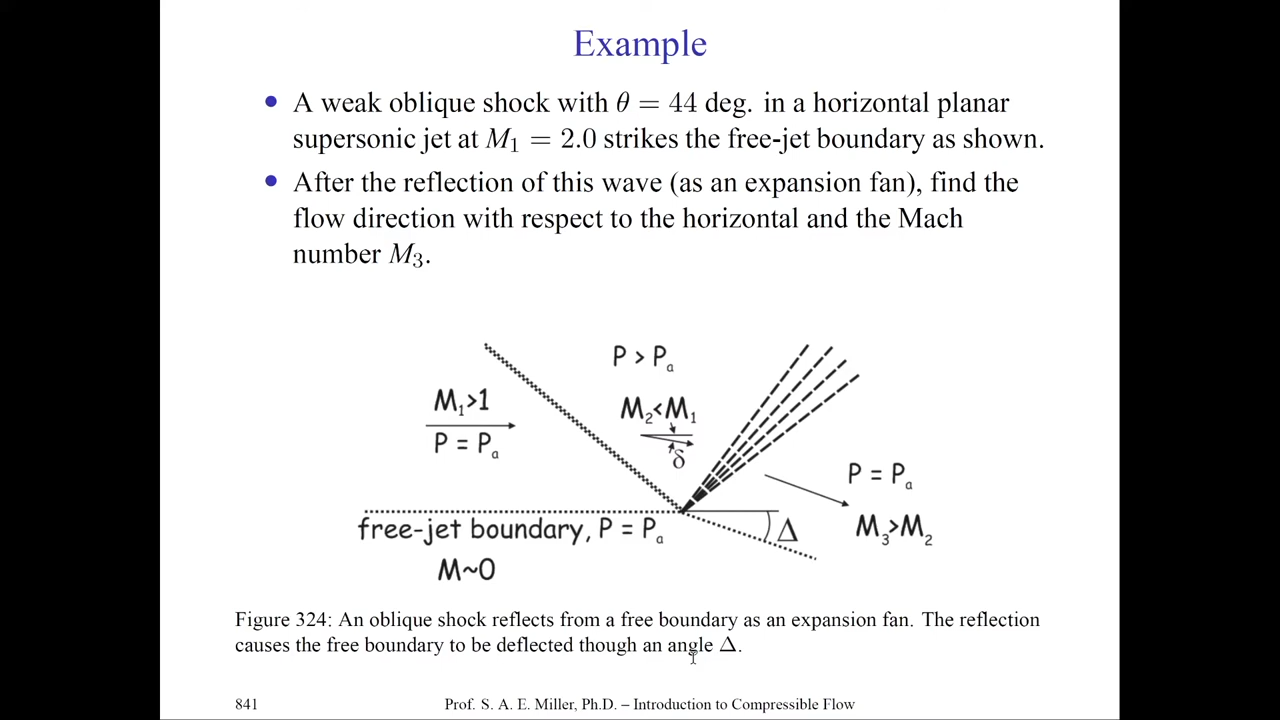 Example
• A weak oblique shock with θ = 44 deg. in a horizontal planar
supersonic jet at M₁ = 2.0 strikes the free-jet boundary as shown.
• After the reflection of this wave (as an expansion fan), find the
flow direction with respect to the horizontal and the Mach
number M₃.
P > Pₐ
M₁>1
P = Pₐ
M₂<M₁
δ
P = Pₐ
M₃>M₂
Δ
free-jet boundary, P = Pₐ
M~0
Figure 324: An oblique shock reflects from a free boundary as an expansion fan. The reflection
causes the free boundary to be deflected though an angle Δ.
841
Prof. S. A. E. Miller, Ph.D. – Introduction to Compressible Flow